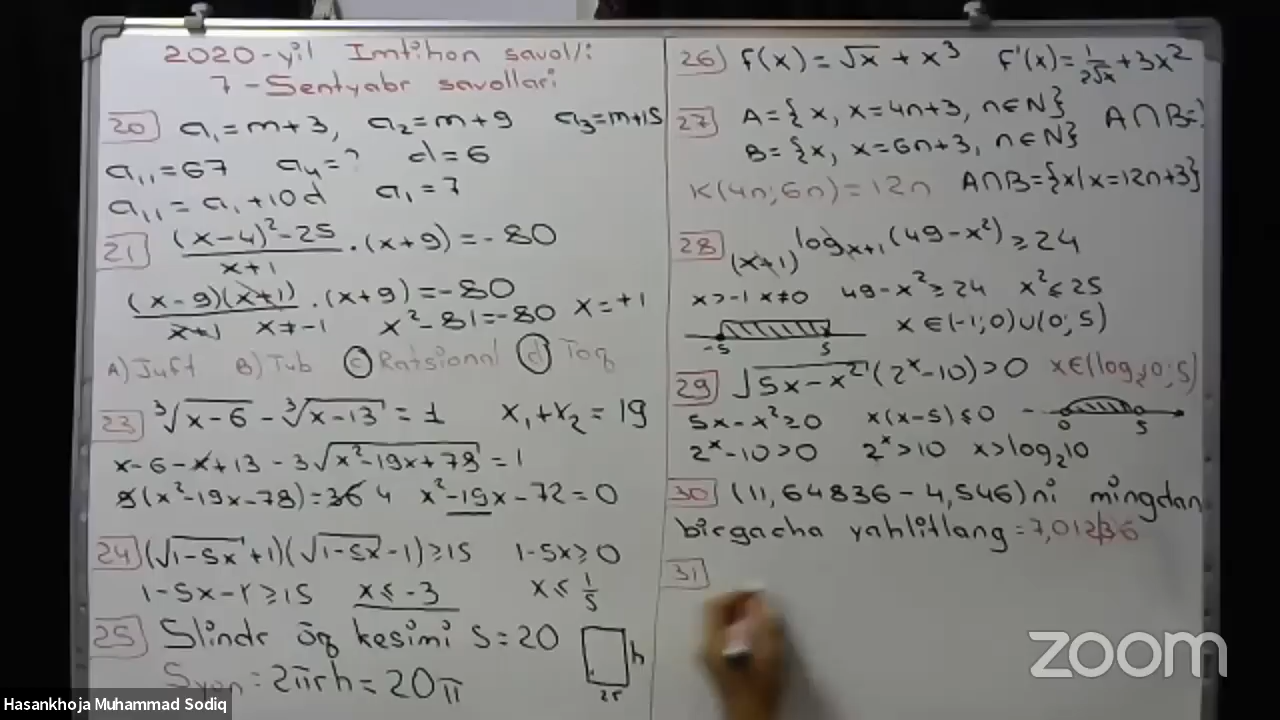 2020-yil Imtihon savol/i
7-Sentyabr savollari
20) a₁=m+3, a₂=m+9 a₃=m+15
a₁₁=67 a₄=? d=6
a₁₁=a₁+10d a₁=7
21) (x-4)²-25/x+1 ·(x+9)=-80
(x-9)(x+1)/x+1 ·(x+9)=-80
x≠-1 x²-81=-80 x=±1
A) Juft B) Tub C) Ratsional d) Toq
23) ³√x-6 - ³√x-13 = 1 x₁+x₂=19
x-6-x+13-3√x²-19x+78=1
(x²-19x-78)=36 4 x²-19x-72=0
24) (√1-5x+1)(√1-5x-1)≥15 1-5x≥0
1-5x-1≥15 x≤-3 x≤1/5
25) Slindr o'q kesimi S=20 h
Syon=2πrh=20π 2r
26) f(x)=√x+x³ f'(x)=1/2√x+3x²
27) A={x, x=4n+3, n∈N} A∩B=?
B={x, x=6n+3, n∈N}
K(4n;6n)=12n A∩B={x|x=12n+3}
28) (x+1)^log_{x+1}(49-x²)≥24
x>-1 x≠0 49-x²≥24 x²≤25
-5 5 x∈(-1;0)∪(0;5)
29) √5x-x²(2ˣ-10)>0 x∈(log₂10;5)
5x-x²≥0 x(x-5)≤0 - 0 5
2ˣ-10>0 2ˣ>10 x>log₂10
30) (11,64836-4,546)ni mingdan
birgacha yahlitlang=7,012|36
31
zoom
Hasankhoja Muhammad Sodiq